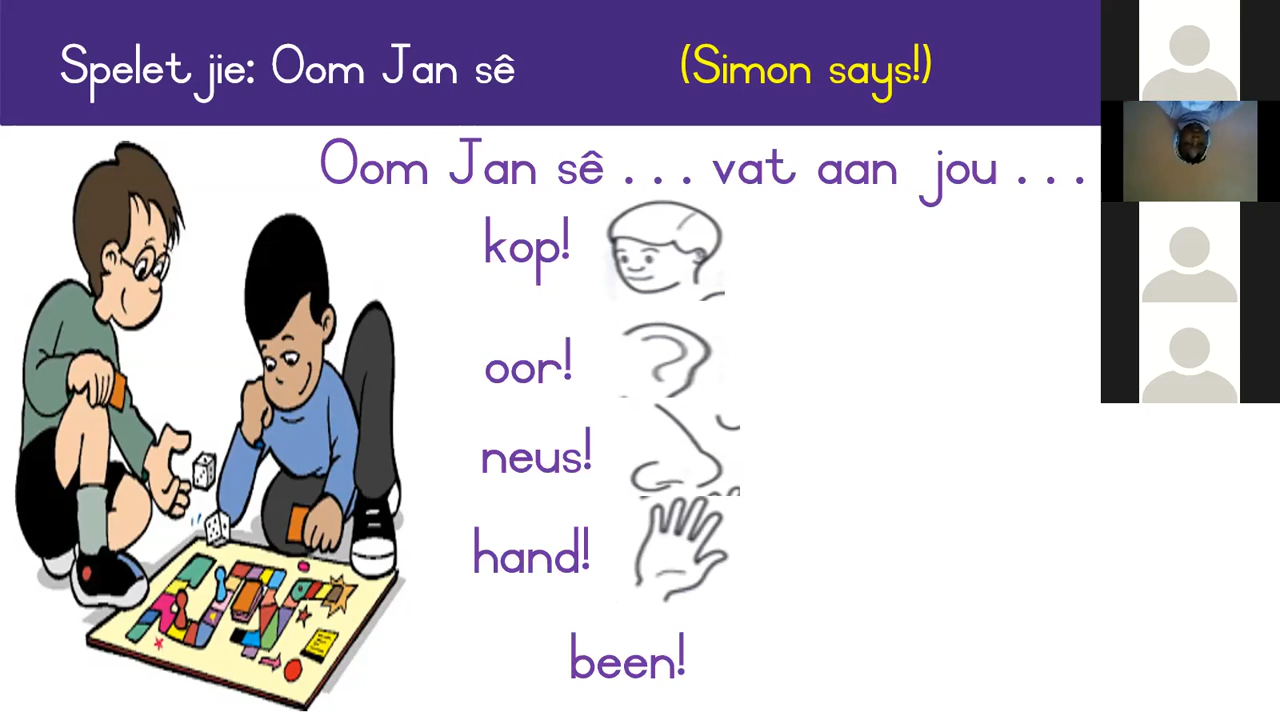 Spelet jie: Oom Jan sê (Simon says!)
Oom Jan sê . . . vat aan jou . . .
kop!
oor!
neus!
hand!
been!